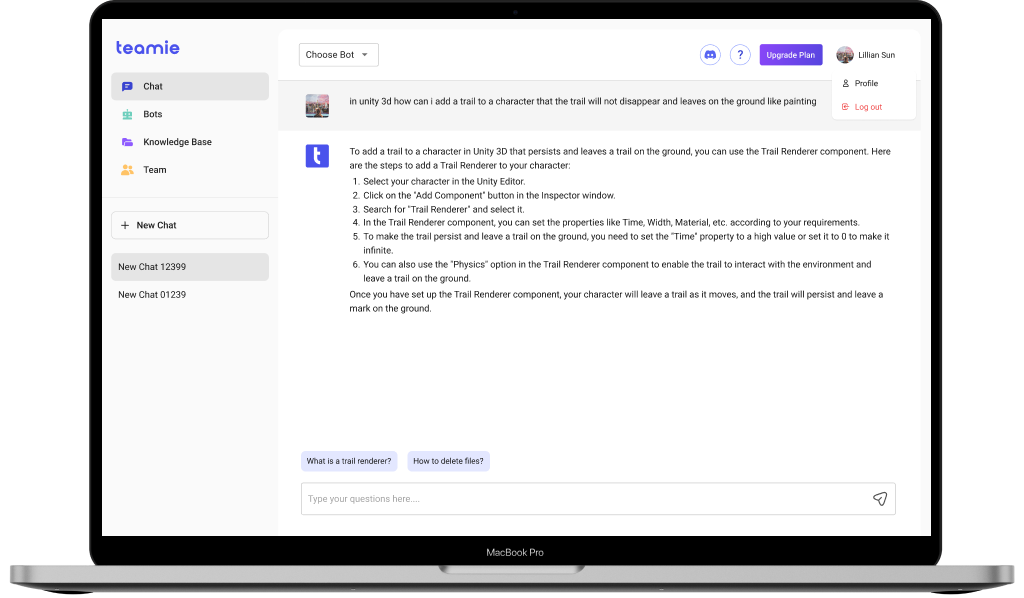 teamie
Chat
Bots
Knowledge Base
Team
+ New Chat
New Chat 12399
New Chat 01239
Choose Bot
?
Upgrade Plan
Lillian Sun
Profile
Log out
in unity 3d how can i add a trail to a character that the trail will not disappear and leaves on the ground like painting
t
To add a trail to a character in Unity 3D that persists and leaves a trail on the ground, you can use the Trail Renderer component. Here
are the steps to add a Trail Renderer to your character:
1. Select your character in the Unity Editor.
2. Click on the "Add Component" button in the Inspector window.
3. Search for "Trail Renderer" and select it.
4. In the Trail Renderer component, you can set the properties like Time, Width, Material, etc. according to your requirements.
5. To make the trail persist and leave a trail on the ground, you need to set the "Time" property to a high value or set it to 0 to make it
infinite.
6. You can also use the "Physics" option in the Trail Renderer component to enable the trail to interact with the environment and
leave a trail on the ground.
Once you have set up the Trail Renderer component, your character will leave a trail as it moves, and the trail will persist and leave a
mark on the ground.
What is a trail renderer?
How to delete files?
Type your questions here....
MacBook Pro